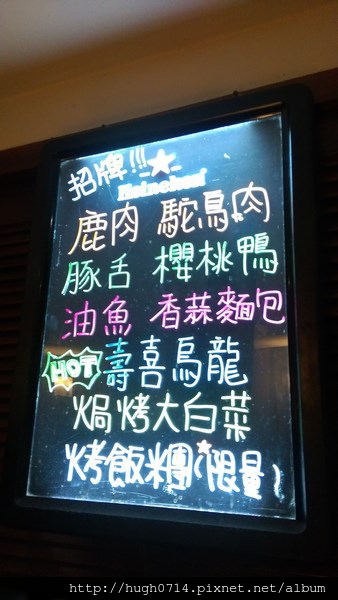 招牌!!!
Heineken
鹿肉 鴕鳥肉
豚舌 櫻桃鴨
油魚 香蒜麵包
HOT 壽喜烏龍
焗烤大白菜
烤飯糰(限量)
http://hugh0714.pixnet.net/album